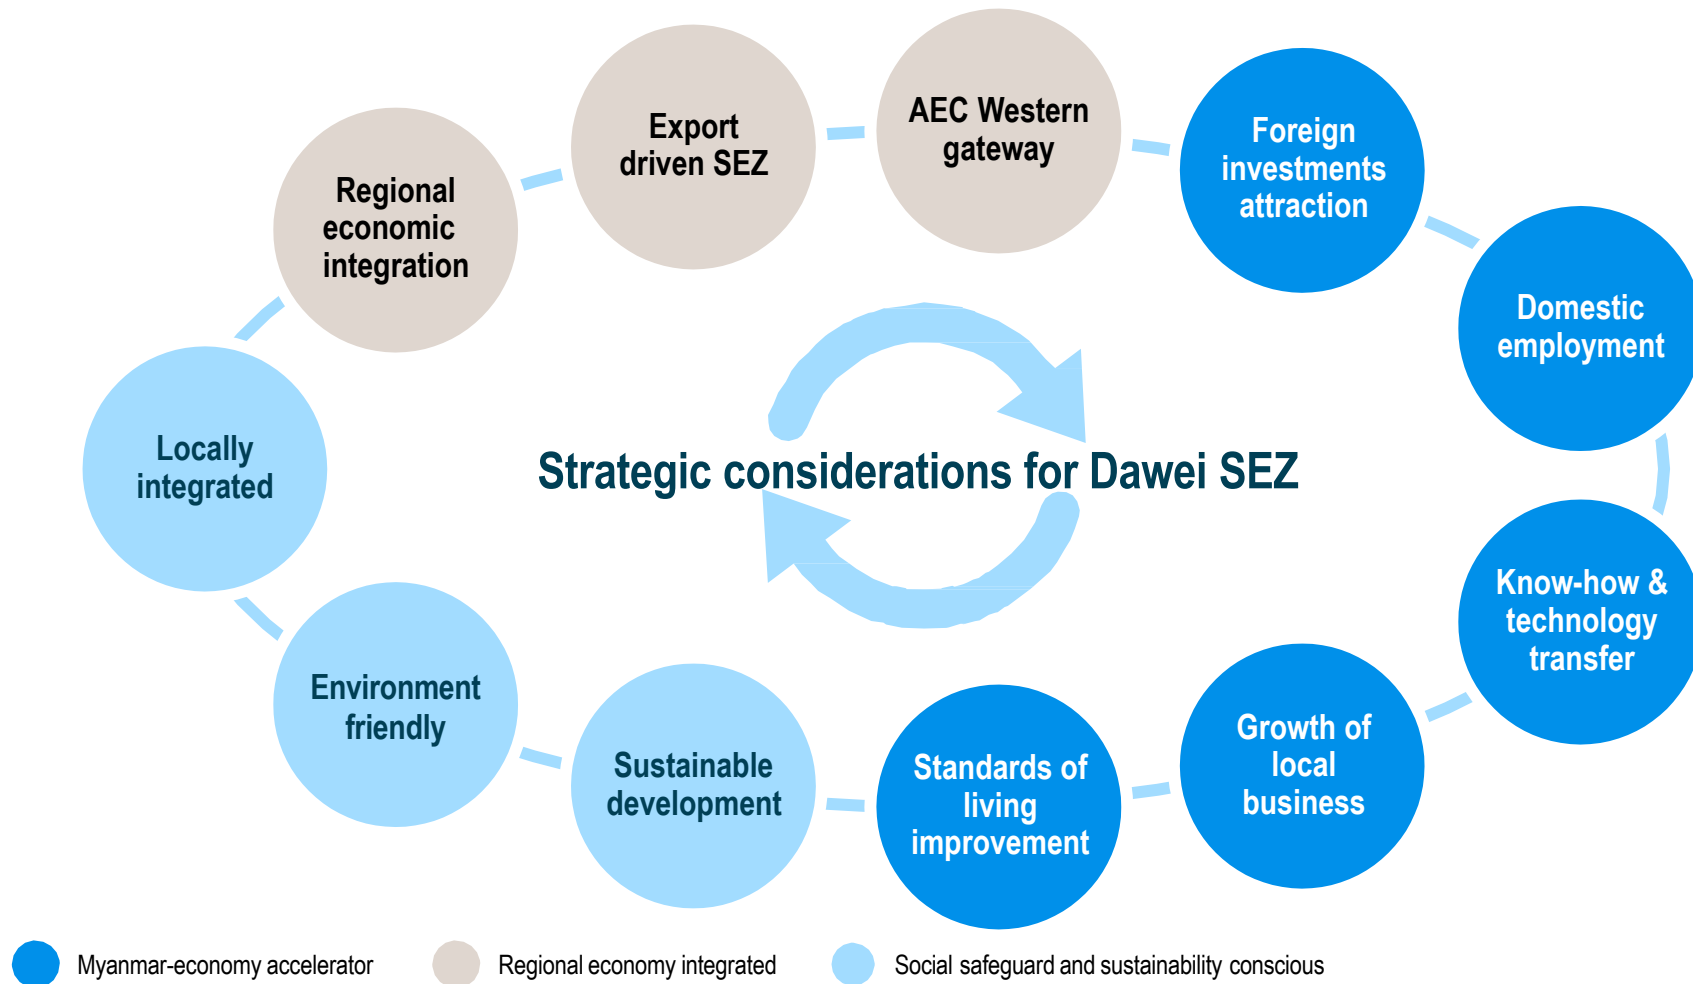 AEC Western
gateway
Export
driven SEZ
Foreign
investments
attraction
Regional
economic
integration
Domestic
employment
Locally
integrated
Strategic considerations for Dawei SEZ
Know-how &
technology
transfer
Environment
friendly
Growth of
local
business
Sustainable
development
Standards of
living
improvement
Myanmar-economy accelerator
Regional economy integrated
Social safeguard and sustainability conscious